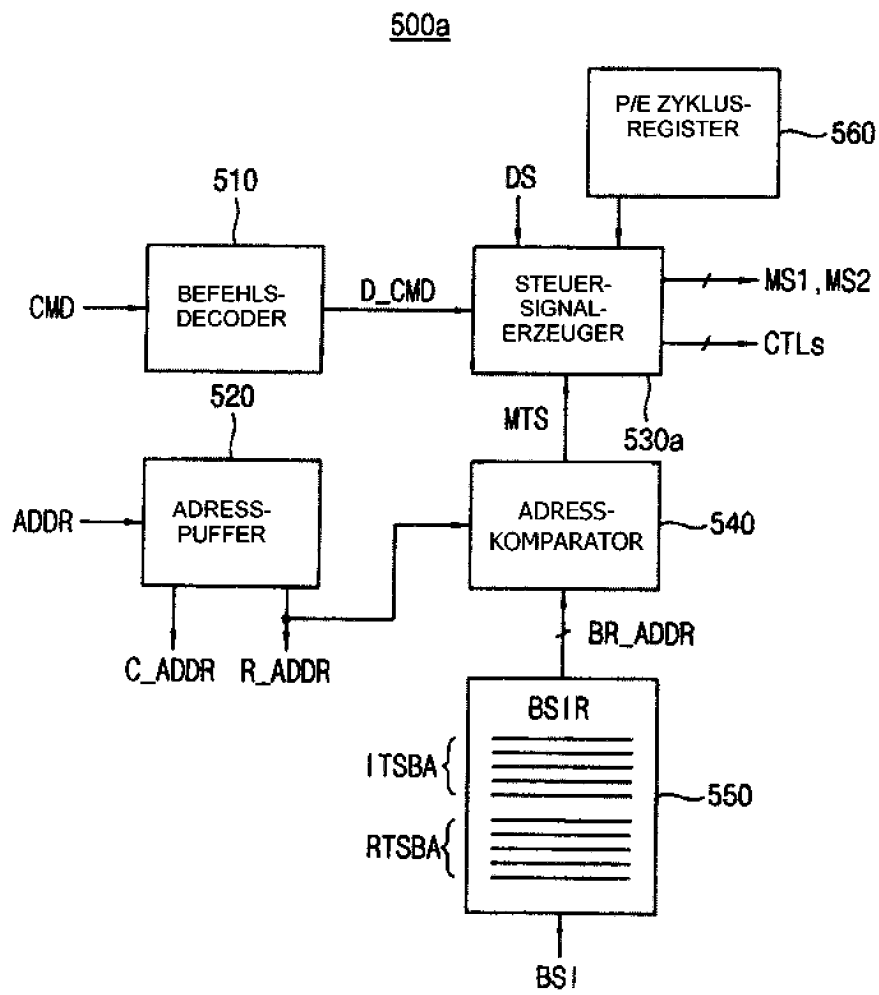 500a
P/E ZYKLUS-
REGISTER
560
510
DS
CMD
BEFEHLS-
DECODER
D_CMD
STEUER-
SIGNAL-
ERZEUGER
MS1, MS2
CTLs
520
MTS
530a
ADDR
ADRESS-
PUFFER
ADRESS-
KOMPARATOR
540
C_ADDR
R_ADDR
BR_ADDR
BSIR
ITSBA
550
RTSBA
BSI